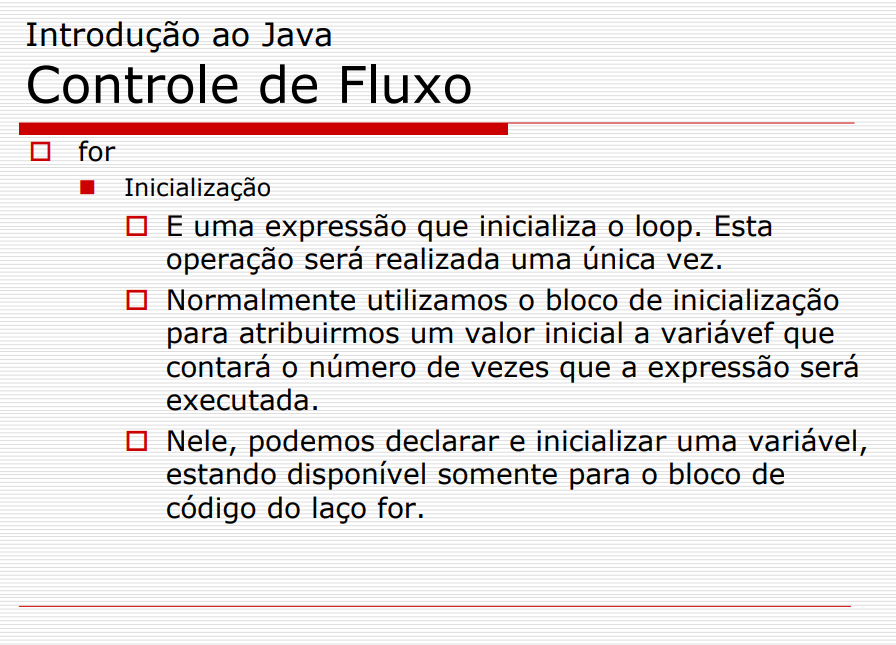 Introdução ao Java
Controle de Fluxo
for
Inicialização
E uma expressão que inicializa o loop. Esta
operação será realizada uma única vez.
Normalmente utilizamos o bloco de inicialização
para atribuirmos um valor inicial a variávef que
contará o número de vezes que a expressão será
executada.
Nele, podemos declarar e inicializar uma variável,
estando disponível somente para o bloco de
código do laço for.